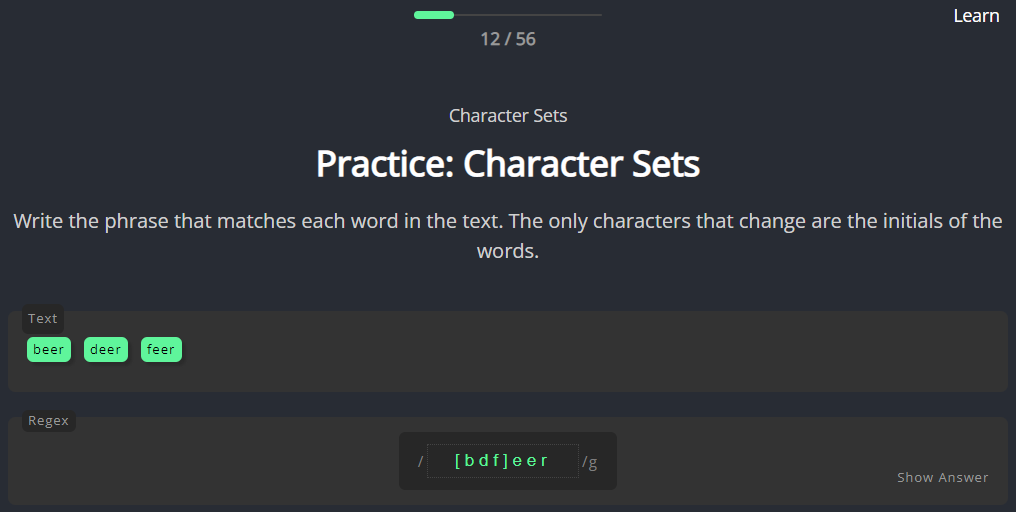 Learn
12 / 56
Character Sets
Practice: Character Sets
Write the phrase that matches each word in the text. The only characters that change are the initials of the
words.
Text
beer deer feer
Regex
/ [bdf]eer /g
Show Answer